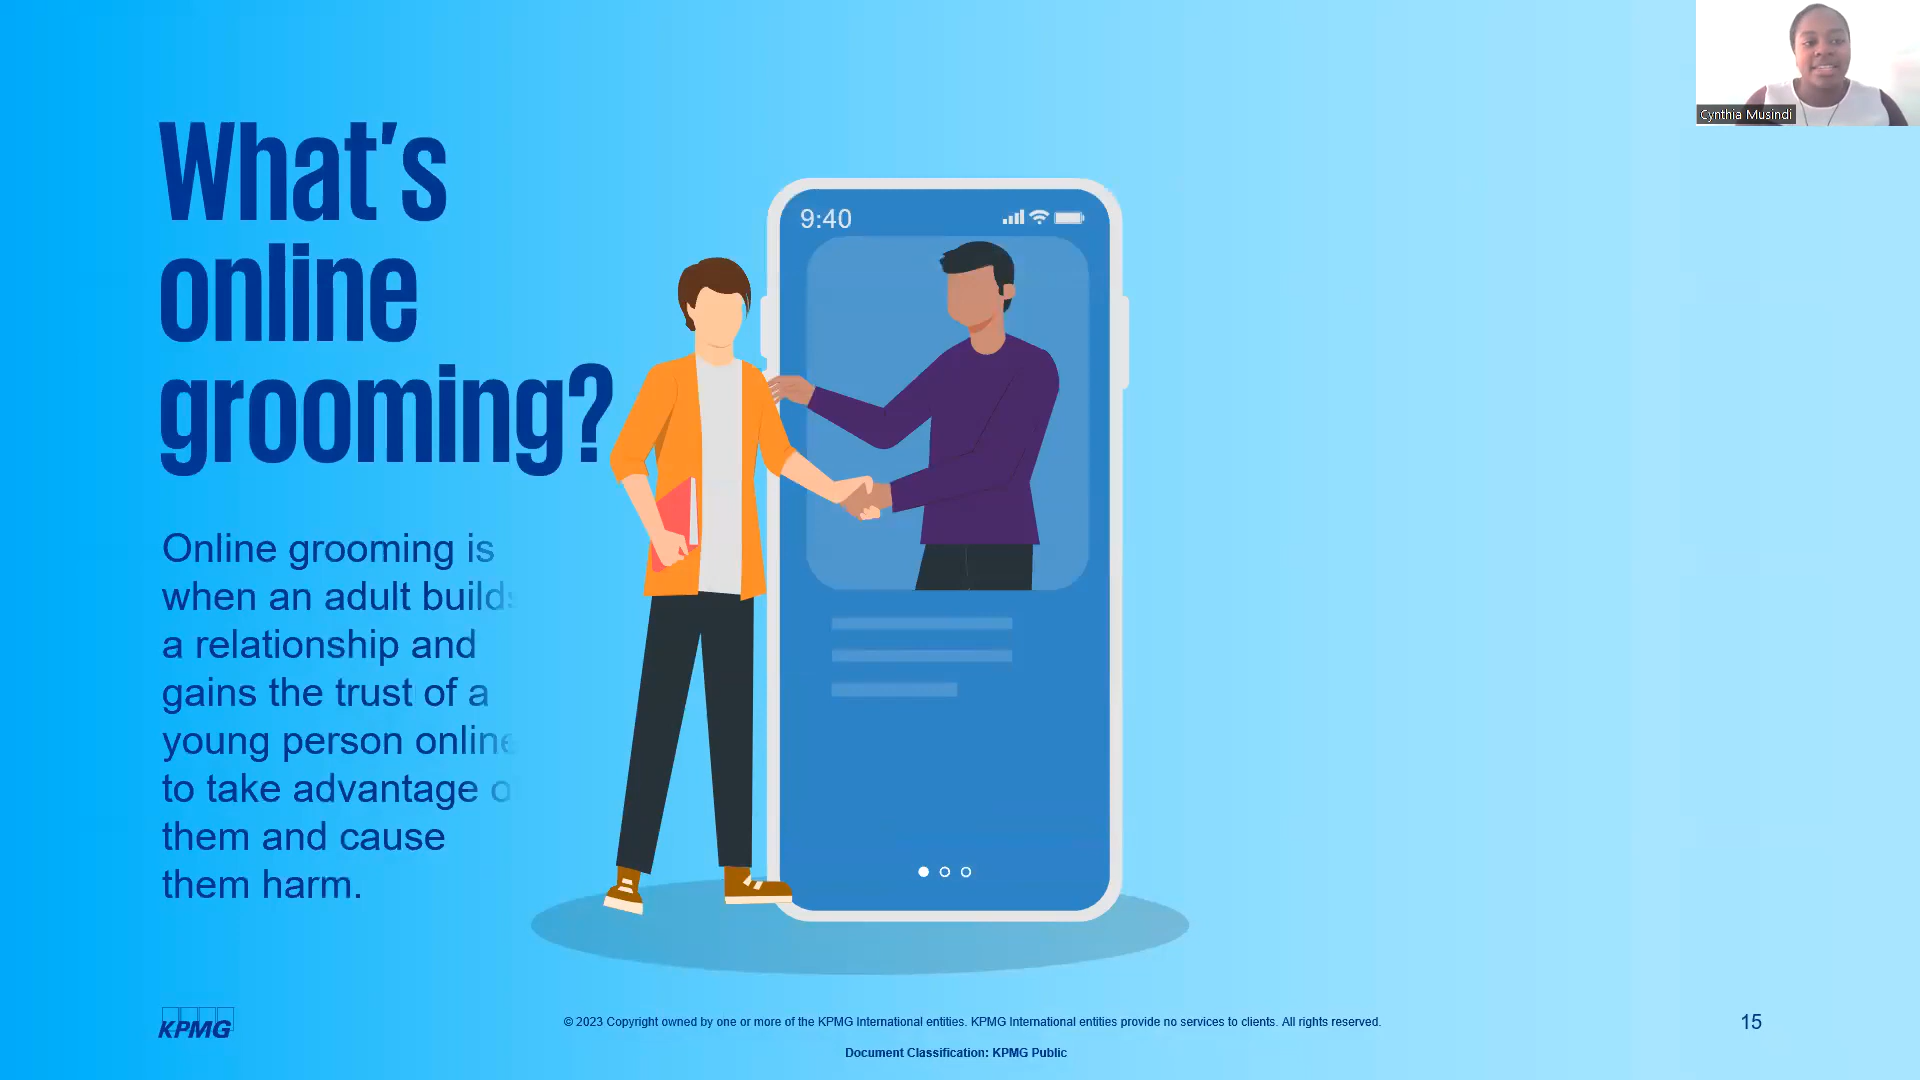 What's
online
grooming?
Online grooming is
when an adult builds
a relationship and
gains the trust of a
young person online
to take advantage o
them and cause
them harm.
9:40
Cynthia Musindi
KPMG
© 2023 Copyright owned by one or more of the KPMG International entities. KPMG International entities provide no services to clients. All rights reserved.
15
Document Classification: KPMG Public